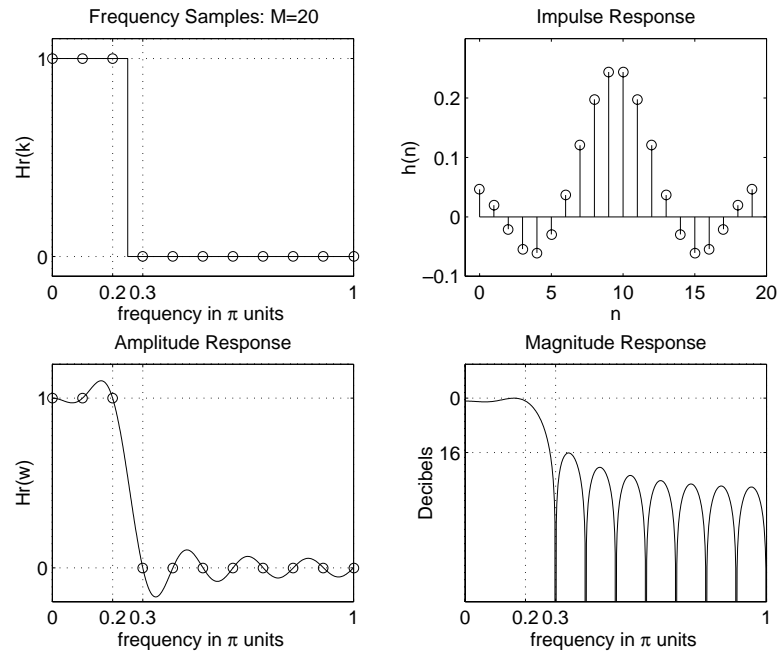 Frequency Samples: M=20
Hr(k)
1
0
0 0.2 0.3 1
frequency in π units
Impulse Response
h(n)
0.2
0.1
0
−0.1
0 5 10 15 20
n
Amplitude Response
Hr(w)
1
0
0 0.2 0.3 1
frequency in π units
Magnitude Response
Decibels
0
16
0 0.2 0.3 1
frequency in π units